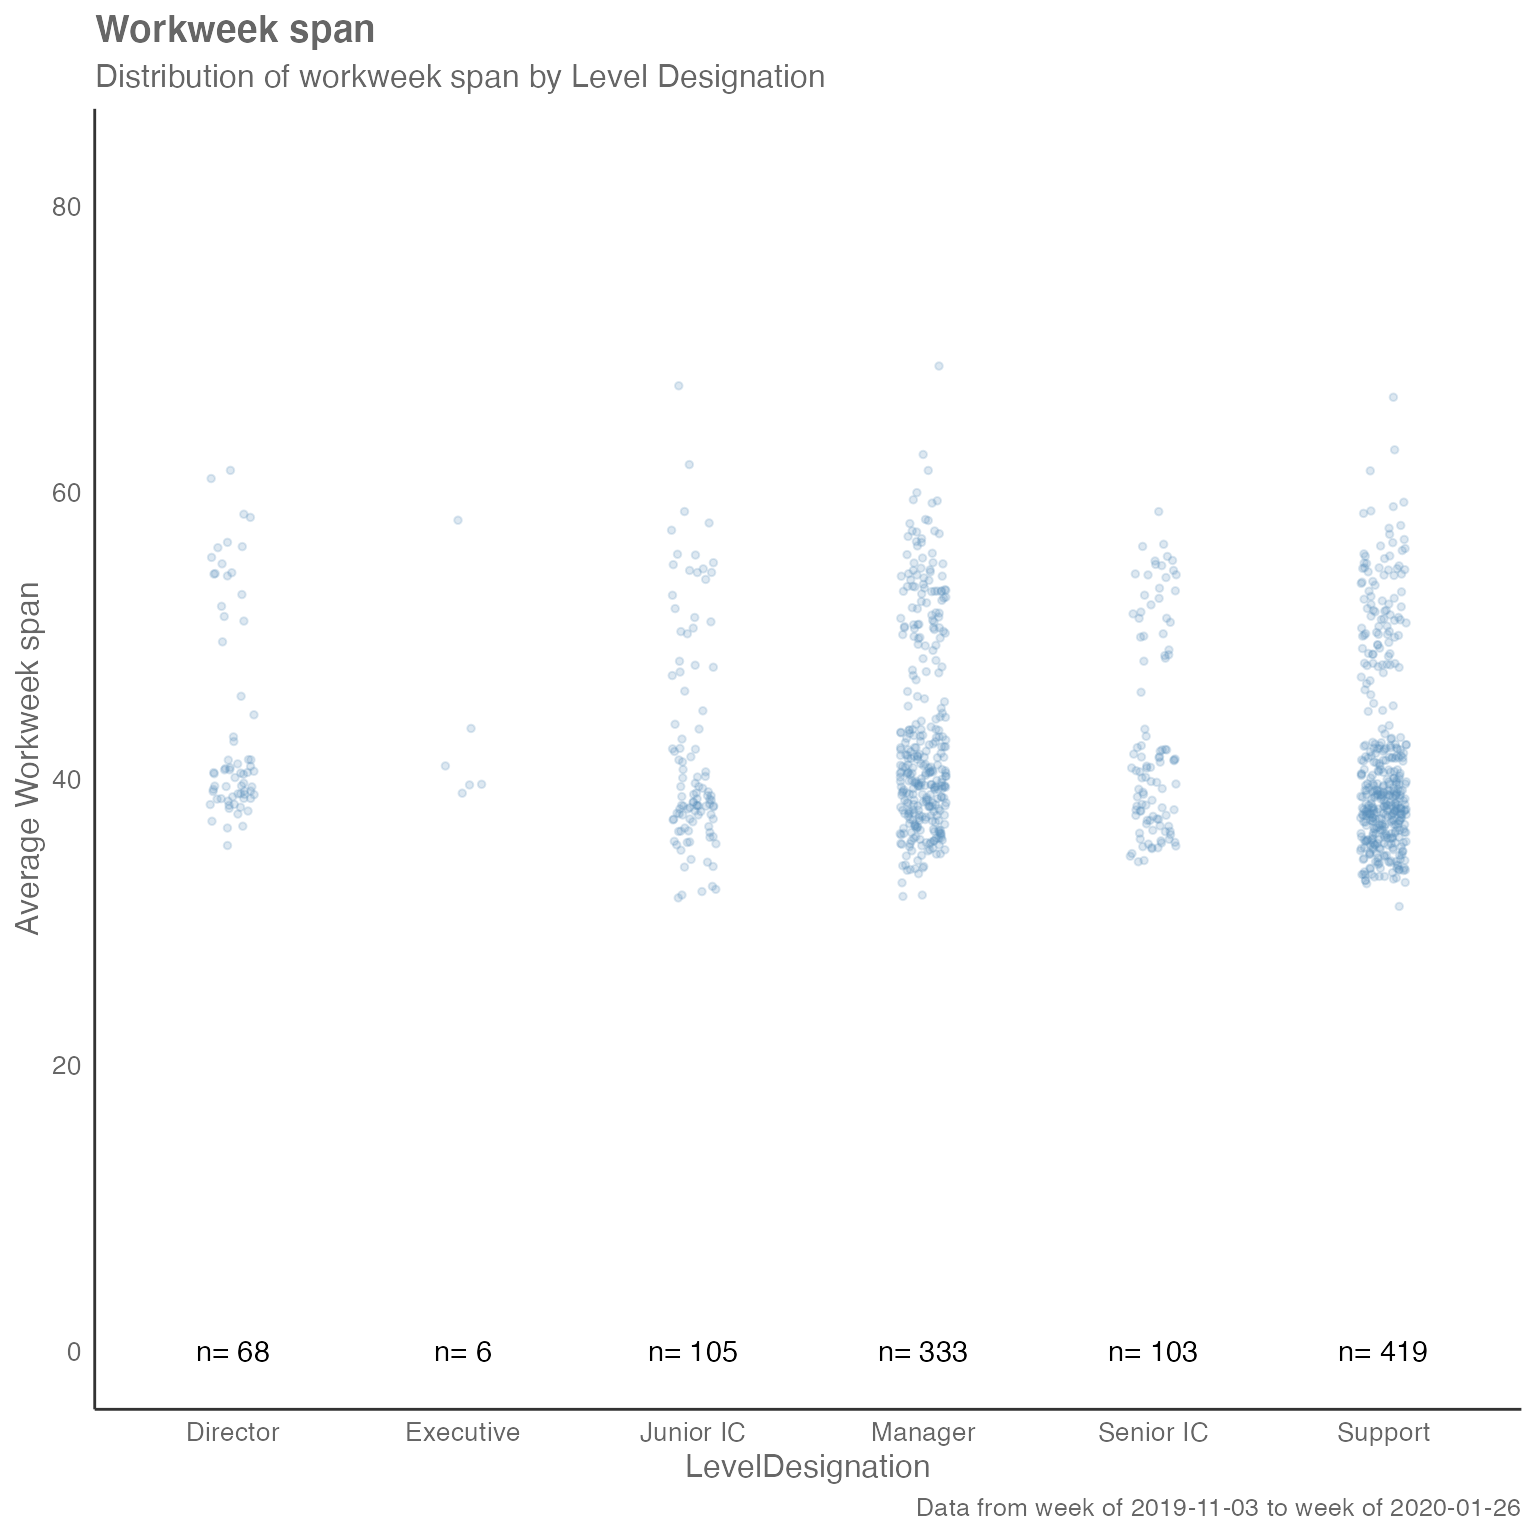 Workweek span
Distribution of workweek span by Level Designation
Average Workweek span
80
60
40
20
0
n= 68 n= 6 n= 105 n= 333 n= 103 n= 419
Director Executive Junior IC Manager Senior IC Support
LevelDesignation
Data from week of 2019-11-03 to week of 2020-01-26